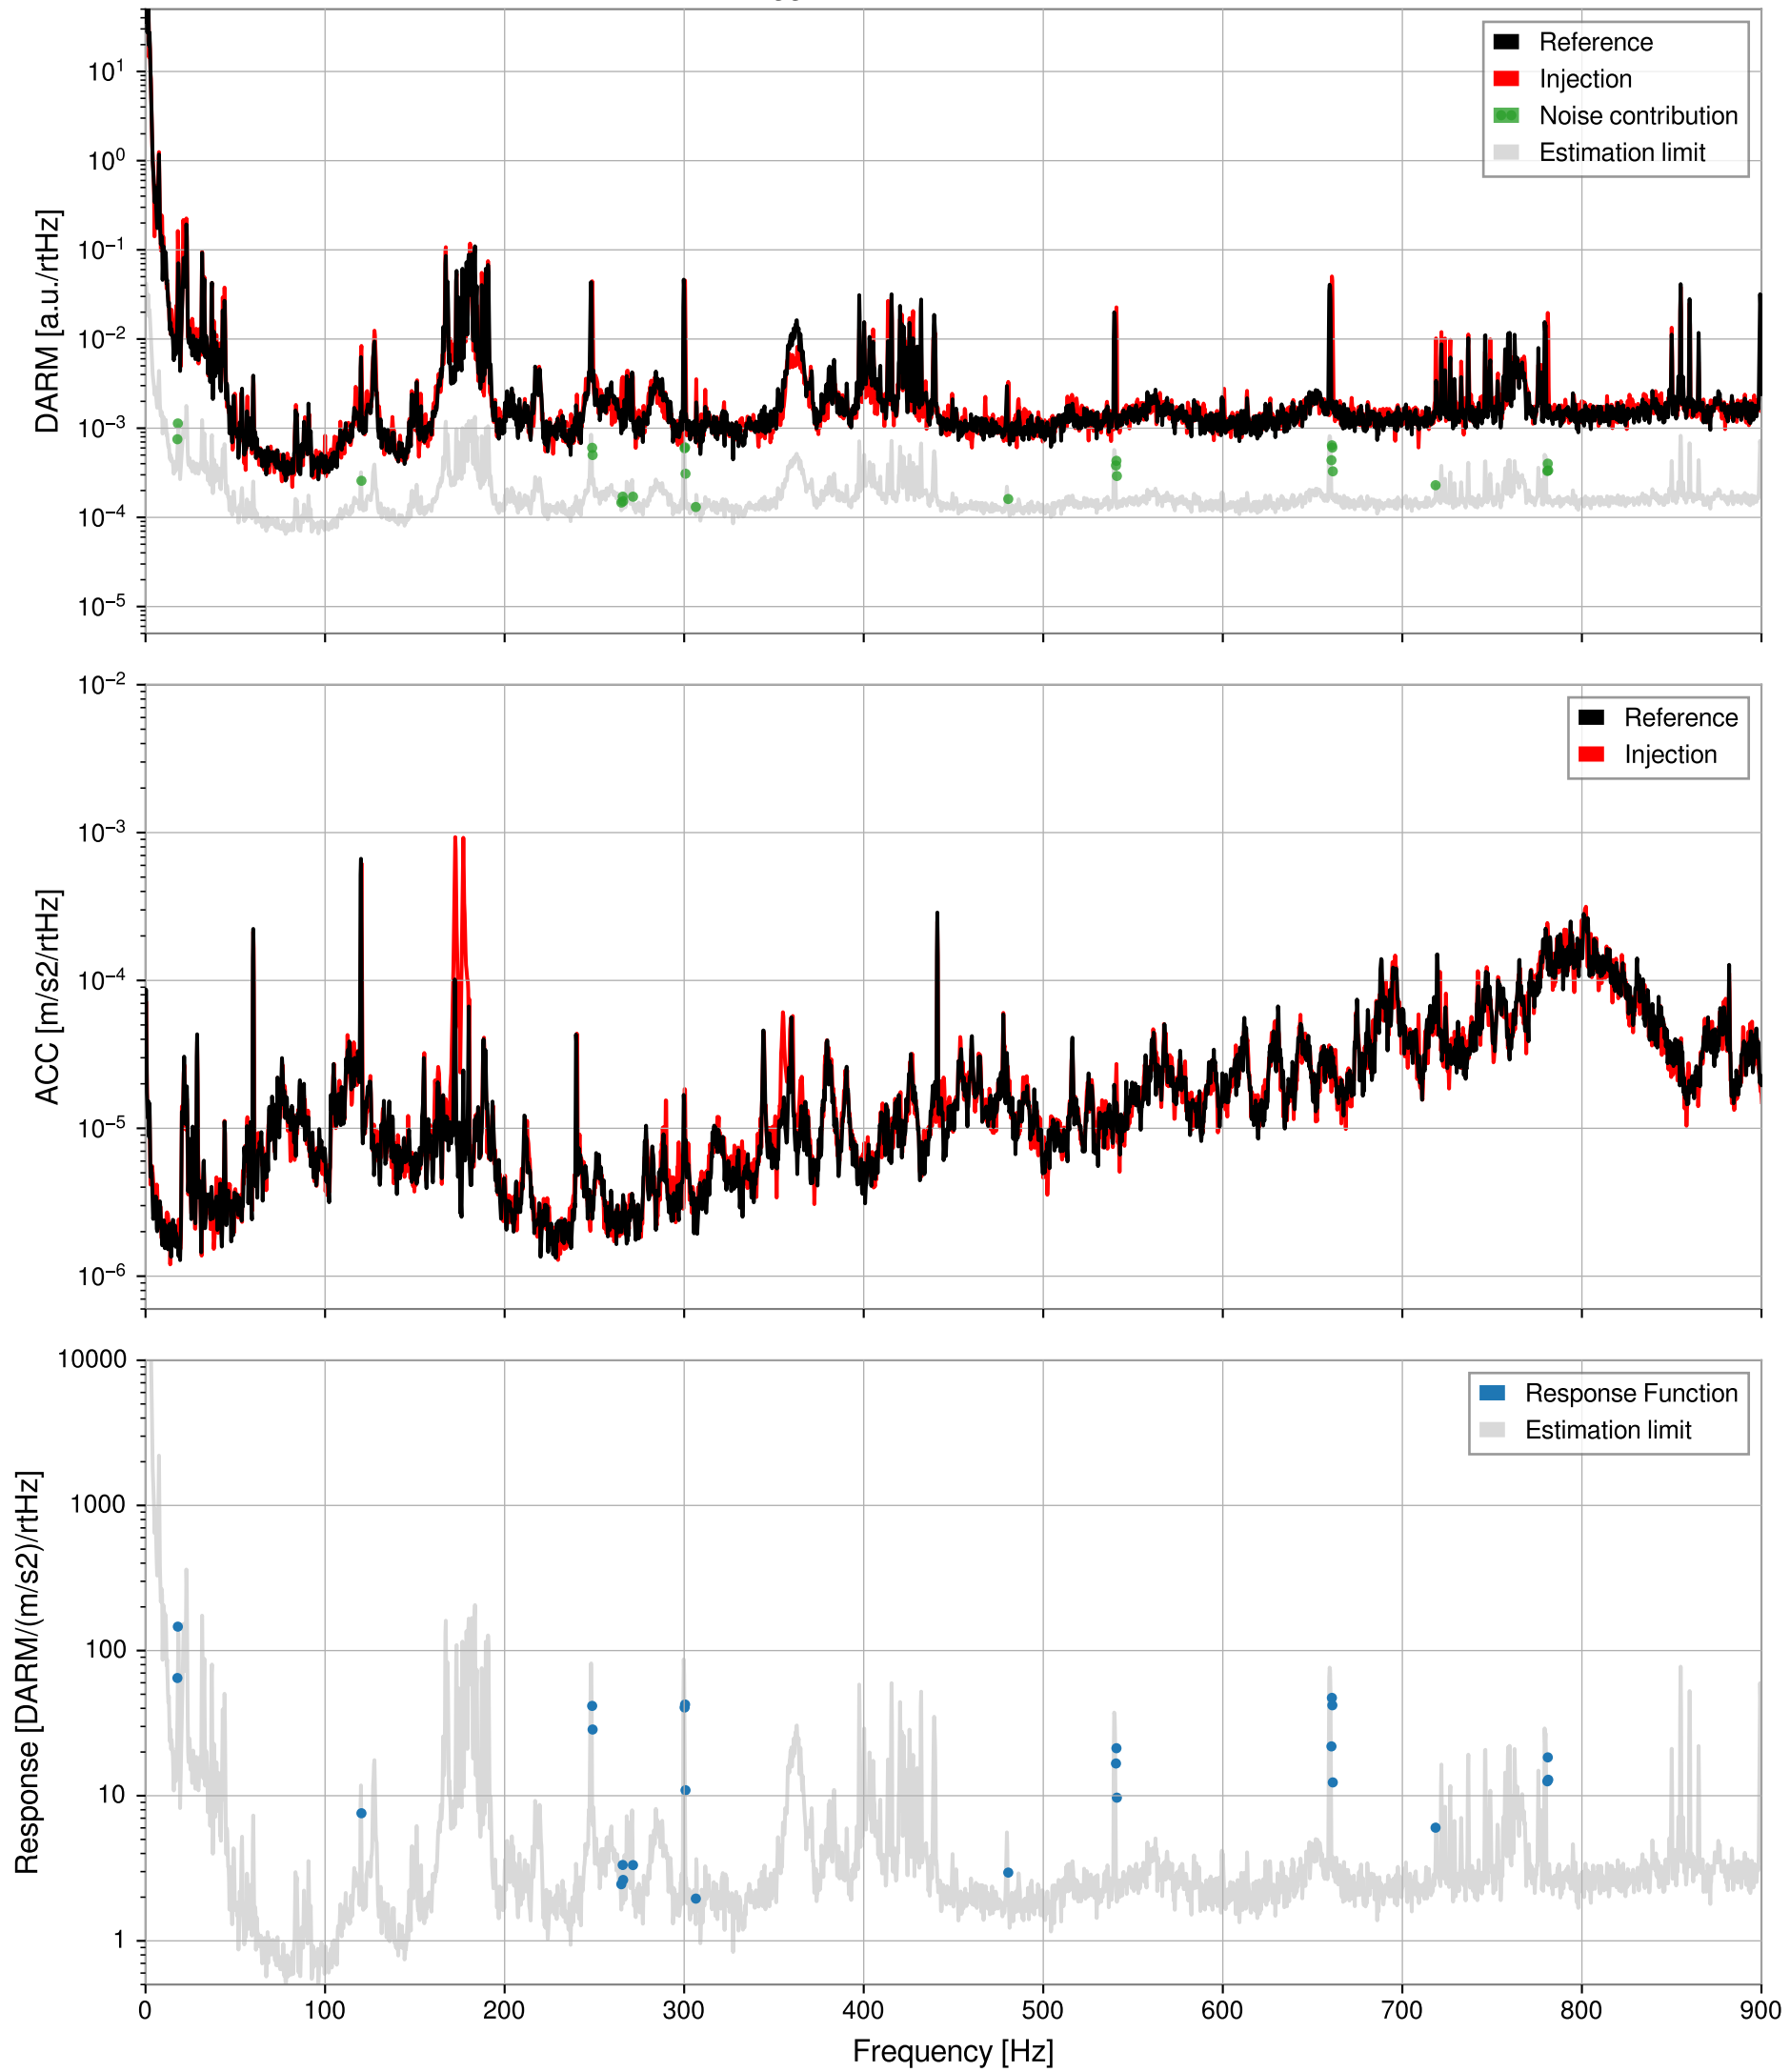 DARM [a.u./rtHz]
10¹
10⁰
10⁻¹
10⁻²
10⁻³
10⁻⁴
10⁻⁵
Reference
Injection
Noise contribution
Estimation limit
ACC [m/s2/rtHz]
10⁻²
10⁻³
10⁻⁴
10⁻⁵
10⁻⁶
Reference
Injection
Response [DARM/(m/s2)/rtHz]
10000
1000
100
10
1
Response Function
Estimation limit
0 100 200 300 400 500 600 700 800 900
Frequency [Hz]